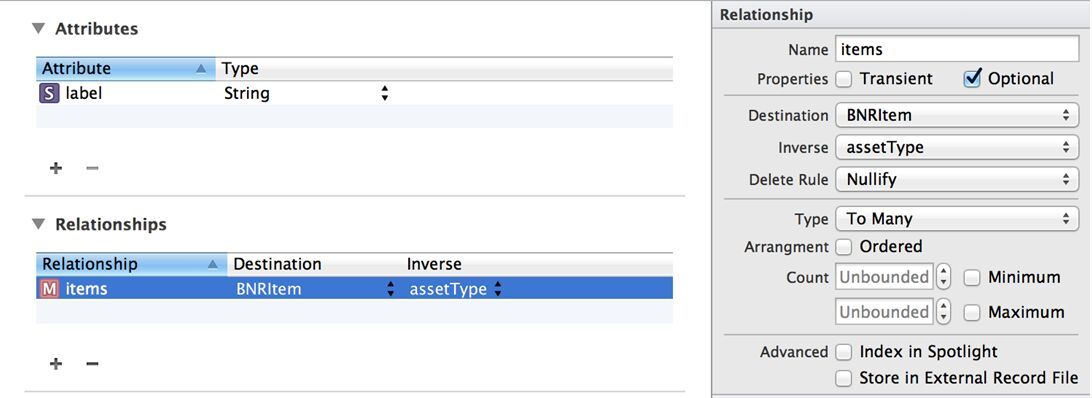 Attributes
Attribute Type
S label String
Relationships
Relationship Destination Inverse
M items BNRItem assetType
Relationship
Name items
Properties Transient Optional
Destination BNRItem
Inverse assetType
Delete Rule Nullify
Type To Many
Arrangment Ordered
Count Unbounded Minimum
Unbounded Maximum
Advanced Index in Spotlight
Store in External Record File